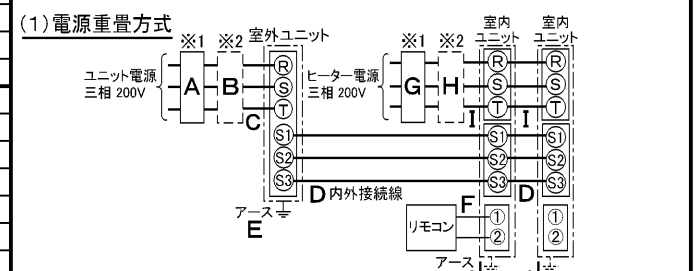 (1)電源重畳方式
※1 ※2 室外ユニット
ユニット電源
三相 200V
A B C
R
S
T
S1
S2
S3
アース
E
D 内外接続線
※1 ※2
ヒーター電源
三相 200V
G H I I
室内
ユニット
R
S
T
S1
S2
S3
①
②
室内
ユニット
R
S
T
S1
S2
S3
①
②
D
F
リモコン
アース